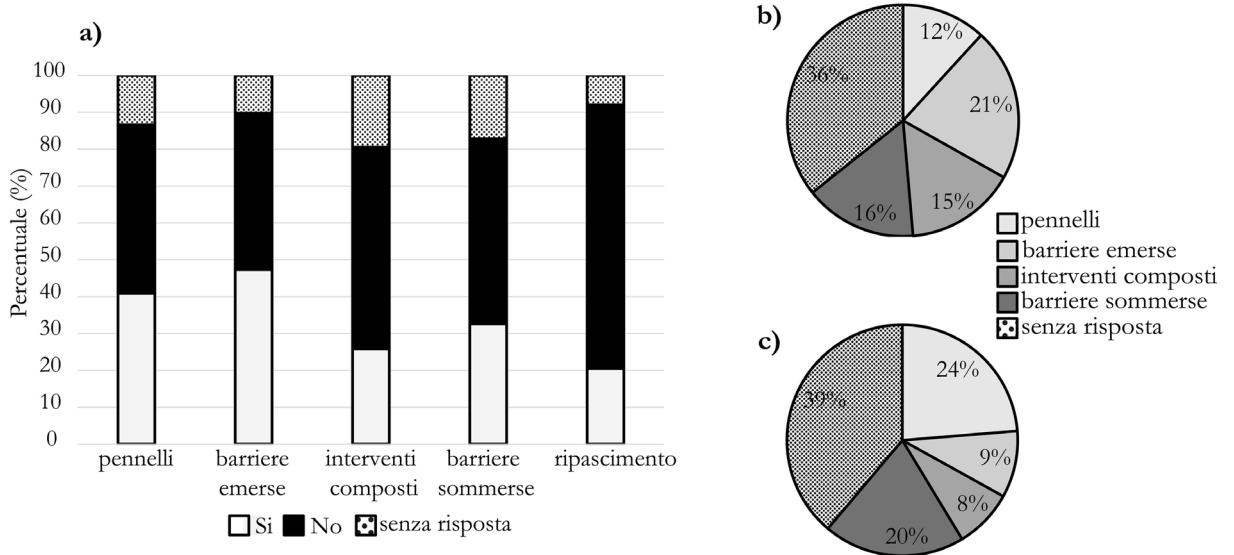 a)
Percentuale (%)
100
90
80
70
60
50
40
30
20
10
0
pennelli
barriere
emerse
interventi
composti
barriere
sommerse
ripascimento
Si
No
senza risposta
b)
12%
21%
15%
16%
36%
pennelli
barriere emerse
interventi composti
barriere sommerse
senza risposta
c)
24%
9%
8%
20%
39%